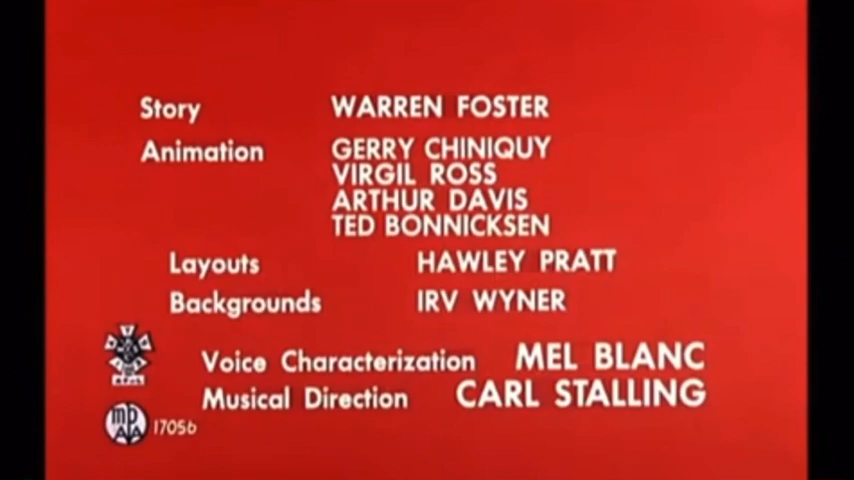 Story WARREN FOSTER
Animation GERRY CHINIQUY
VIRGIL ROSS
ARTHUR DAVIS
TED BONNICKSEN
Layouts HAWLEY PRATT
Backgrounds IRV WYNER
Voice Characterization MEL BLANC
Musical Direction CARL STALLING
MPAA 17056